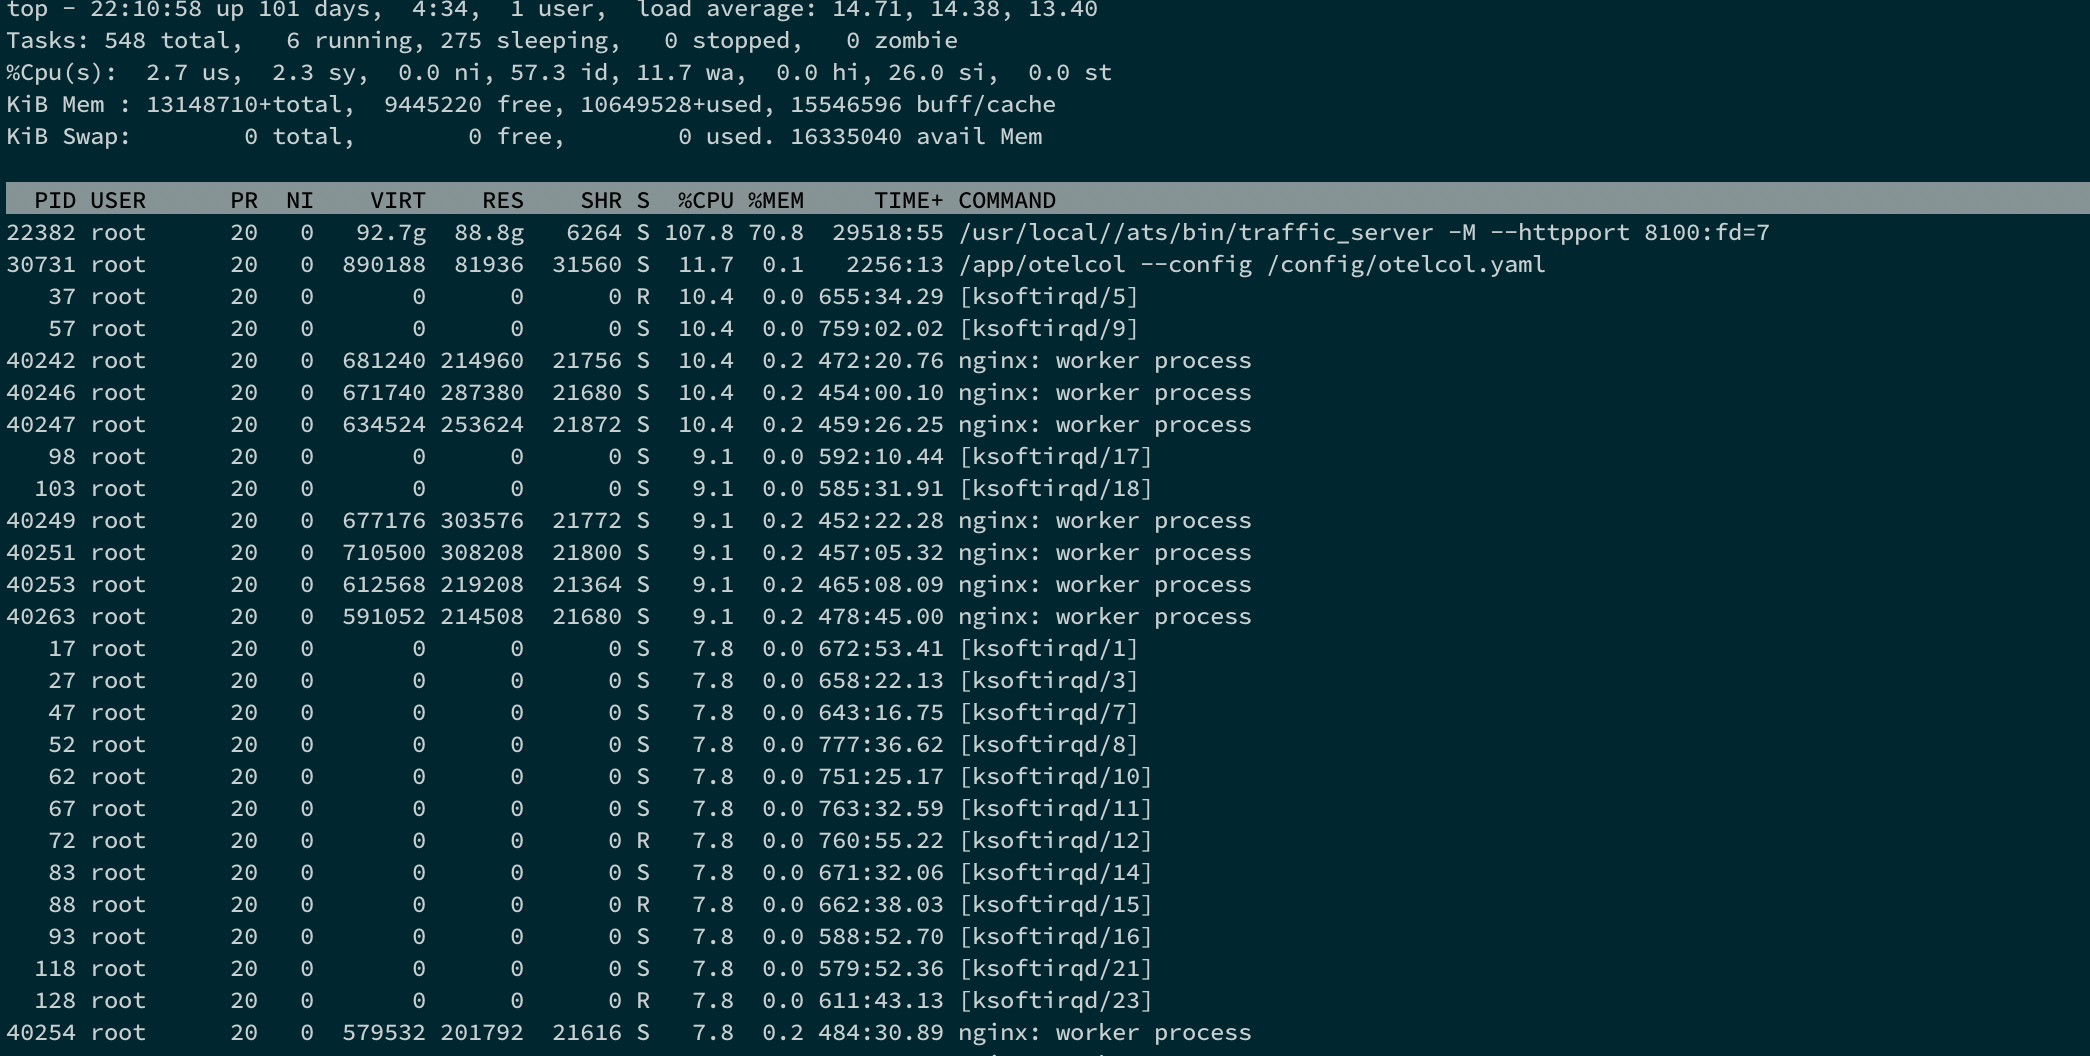 top - 22:10:58 up 101 days,  4:34,  1 user,  load average: 14.71, 14.38, 13.40
Tasks: 548 total,   6 running, 275 sleeping,   0 stopped,   0 zombie
%Cpu(s):  2.7 us,  2.3 sy,  0.0 ni, 57.3 id, 11.7 wa,  0.0 hi, 26.0 si,  0.0 st
KiB Mem : 13148710+total,  9445220 free, 10649528+used, 15546596 buff/cache
KiB Swap:        0 total,        0 free,        0 used. 16335040 avail Mem
  PID USER      PR  NI    VIRT    RES    SHR S  %CPU %MEM     TIME+ COMMAND
22382 root      20   0   92.7g  88.8g   6264 S 107.8 70.8  29518:55 /usr/local//ats/bin/traffic_server -M --httpport 8100:fd=7
30731 root      20   0  890188  81936  31560 S  11.7  0.1   2256:13 /app/otelcol --config /config/otelcol.yaml
   37 root      20   0       0      0      0 R  10.4  0.0 655:34.29 [ksoftirqd/5]
   57 root      20   0       0      0      0 S  10.4  0.0 759:02.02 [ksoftirqd/9]
40242 root      20   0  681240 214960  21756 S  10.4  0.2 472:20.76 nginx: worker process
40246 root      20   0  671740 287380  21680 S  10.4  0.2 454:00.10 nginx: worker process
40247 root      20   0  634524 253624  21872 S  10.4  0.2 459:26.25 nginx: worker process
   98 root      20   0       0      0      0 S   9.1  0.0 592:10.44 [ksoftirqd/17]
  103 root      20   0       0      0      0 S   9.1  0.0 585:31.91 [ksoftirqd/18]
40249 root      20   0  677176 303576  21772 S   9.1  0.2 452:22.28 nginx: worker process
40251 root      20   0  710500 308208  21800 S   9.1  0.2 457:05.32 nginx: worker process
40253 root      20   0  612568 219208  21364 S   9.1  0.2 465:08.09 nginx: worker process
40263 root      20   0  591052 214508  21680 S   9.1  0.2 478:45.00 nginx: worker process
   17 root      20   0       0      0      0 S   7.8  0.0 672:53.41 [ksoftirqd/1]
   27 root      20   0       0      0      0 S   7.8  0.0 658:22.13 [ksoftirqd/3]
   47 root      20   0       0      0      0 S   7.8  0.0 643:16.75 [ksoftirqd/7]
   52 root      20   0       0      0      0 S   7.8  0.0 777:36.62 [ksoftirqd/8]
   62 root      20   0       0      0      0 S   7.8  0.0 751:25.17 [ksoftirqd/10]
   67 root      20   0       0      0      0 S   7.8  0.0 763:32.59 [ksoftirqd/11]
   72 root      20   0       0      0      0 R   7.8  0.0 760:55.22 [ksoftirqd/12]
   83 root      20   0       0      0      0 S   7.8  0.0 671:32.06 [ksoftirqd/14]
   88 root      20   0       0      0      0 R   7.8  0.0 662:38.03 [ksoftirqd/15]
   93 root      20   0       0      0      0 S   7.8  0.0 588:52.70 [ksoftirqd/16]
  118 root      20   0       0      0      0 S   7.8  0.0 579:52.36 [ksoftirqd/21]
  128 root      20   0       0      0      0 R   7.8  0.0 611:43.13 [ksoftirqd/23]
40254 root      20   0  579532 201792  21616 S   7.8  0.2 484:30.89 nginx: worker process